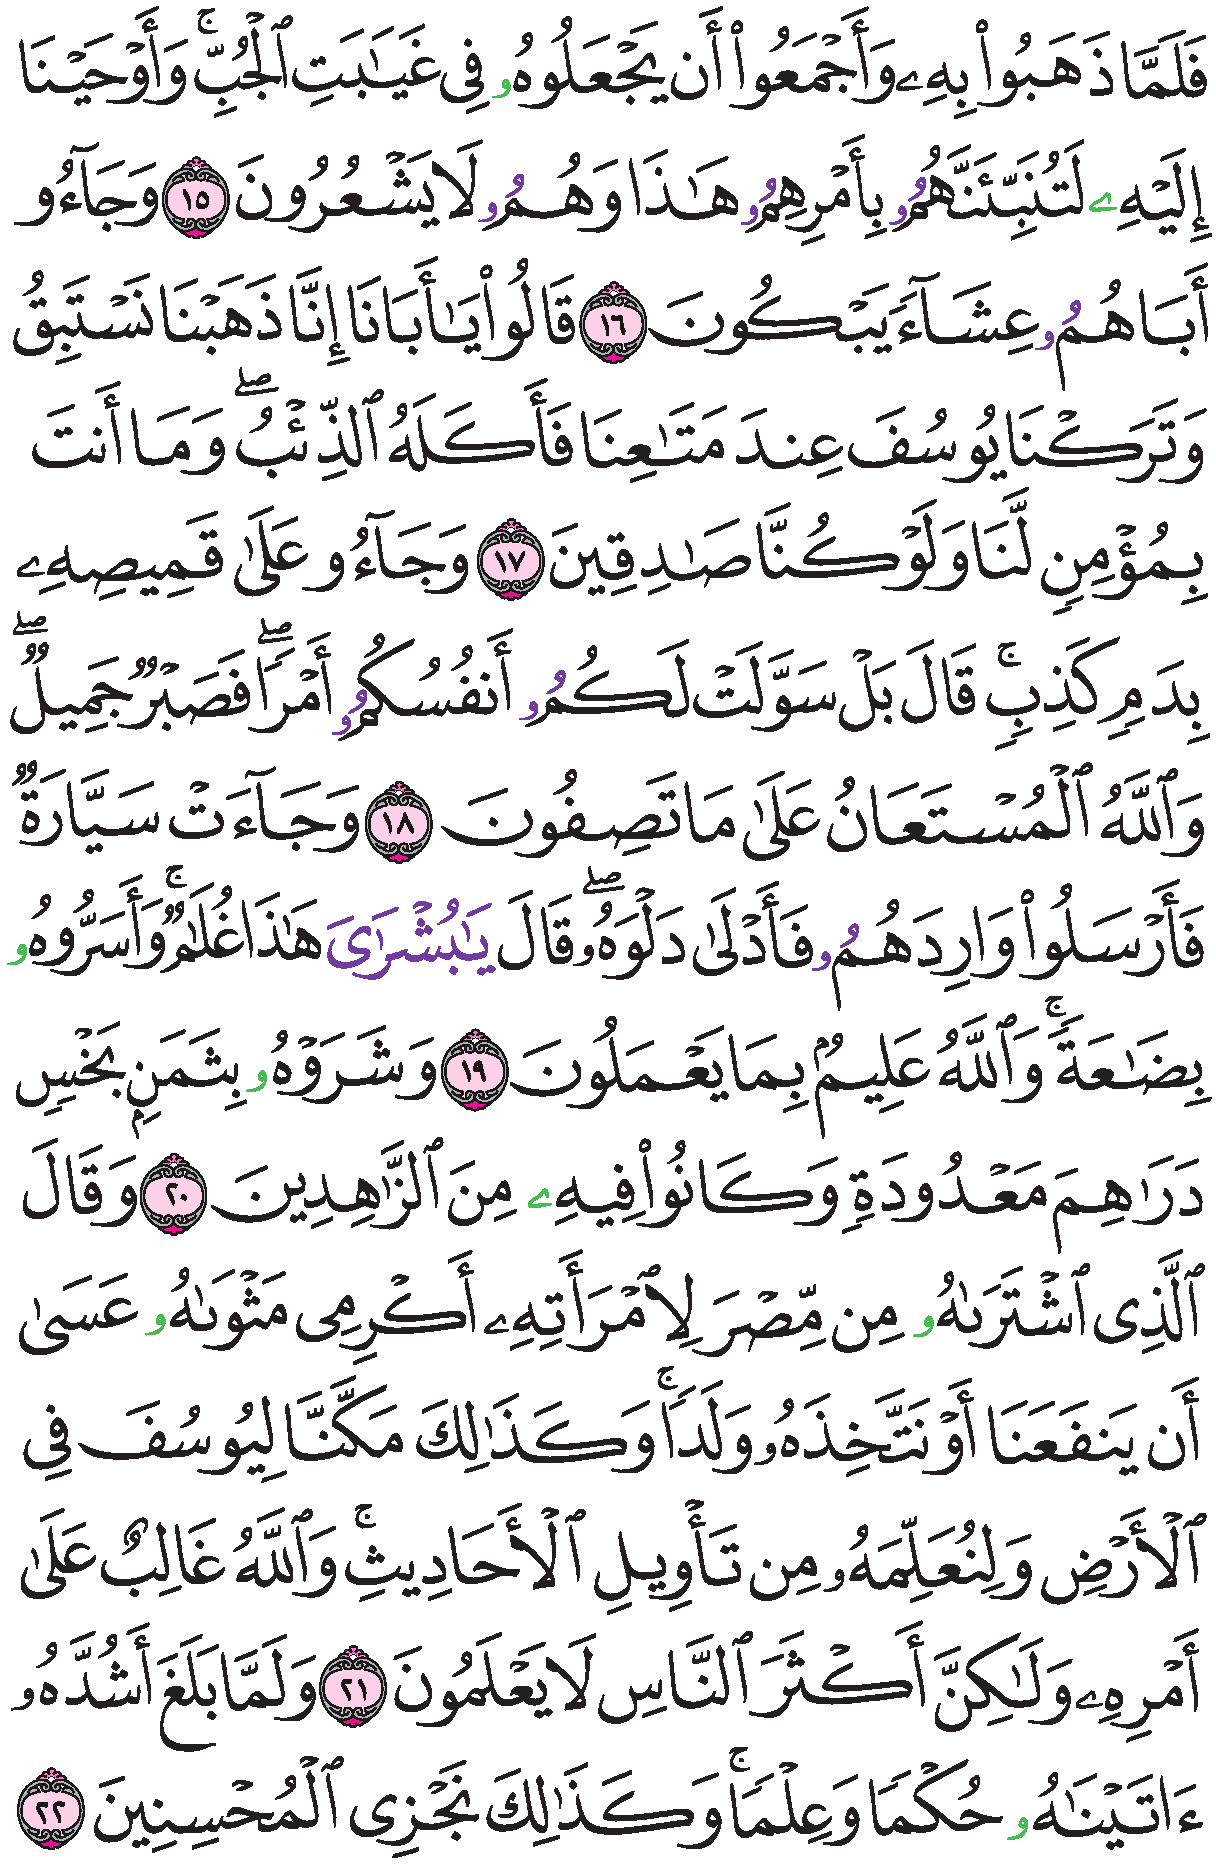 فَلَمَّا ذَهَبُواْ بِهِۦ وَأَجْمَعُواْ أَن يَجْعَلُوهُۥ فِى غَيَـٰبَتِ ٱلْجُبِّ ۚ وَأَوْحَيْنَا
إِلَيْهِۦ لَتُنَبِّئَنَّهُمُۥ بِأَمْرِهِمُۥ هَـٰذَا وَهُمُۥ لَا يَشْعُرُونَ ١٥ وَجَآءُو
أَبَاهُمُۥ عِشَآءً يَبْكُونَ ١٦ قَالُواْ يَـٰأَبَانَا إِنَّا ذَهَبْنَا نَسْتَبِقُ
وَتَرَكْنَا يُوسُفَ عِندَ مَتَـٰعِنَا فَأَكَلَهُ ٱلذِّئْبُ ۖ وَمَا أَنتَ
بِمُؤْمِنٍ لَّنَا وَلَوْ كُنَّا صَـٰدِقِينَ ١٧ وَجَآءُو عَلَىٰ قَمِيصِهِۦ
بِدَمٍ كَذِبٍ ۚ قَالَ بَلْ سَوَّلَتْ لَكُمُۥ أَنفُسُكُمُۥ أَمْرًا ۖ فَصَبْرٌ جَمِيلٌ ۖ
وَٱللَّهُ ٱلْمُسْتَعَانُ عَلَىٰ مَا تَصِفُونَ ١٨ وَجَآءَتْ سَيَّارَةٌ
فَأَرْسَلُواْ وَارِدَهُمُۥ فَأَدْلَىٰ دَلْوَهُۥ ۖ قَالَ يَـٰبُشْرَاىَ هَـٰذَا غُلَـٰمٌ ۚ وَأَسَرُّوهُۥ
بِضَـٰعَةً ۚ وَٱللَّهُ عَلِيمٌۢ بِمَا يَعْمَلُونَ ١٩ وَشَرَوْهُۥ بِثَمَنٍۭ بَخْسٍ
دَرَٰهِمَ مَعْدُودَةٍ وَكَانُواْ فِيهِۦ مِنَ ٱلزَّٰهِدِينَ ٢٠ وَقَالَ
ٱلَّذِى ٱشْتَرَىٰهُۥ مِن مِّصْرَ لِٱمْرَأَتِهِۦ أَكْرِمِى مَثْوَىٰهُۥ عَسَىٰ
أَن يَنفَعَنَا أَوْ نَتَّخِذَهُۥ وَلَدًا ۚ وَكَذَٰلِكَ مَكَّنَّا لِيُوسُفَ فِى
ٱلْأَرْضِ وَلِنُعَلِّمَهُۥ مِن تَأْوِيلِ ٱلْأَحَادِيثِ ۚ وَٱللَّهُ غَالِبٌ عَلَىٰ
أَمْرِهِۦ وَلَـٰكِنَّ أَكْثَرَ ٱلنَّاسِ لَا يَعْلَمُونَ ٢١ وَلَمَّا بَلَغَ أَشُدَّهُۥ
ءَاتَيْنَـٰهُۥ حُكْمًا وَعِلْمًا ۚ وَكَذَٰلِكَ نَجْزِى ٱلْمُحْسِنِينَ ٢٢